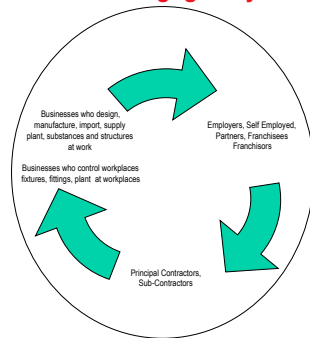 Businesses who design,
manufacture, import, supply
plant, substances and structures
at work
Businesses who control workplaces
fixtures, fittings, plant at workplaces
Employers, Self Employed,
Partners, Franchisees
Franchisors
Principal Contractors,
Sub-Contractors